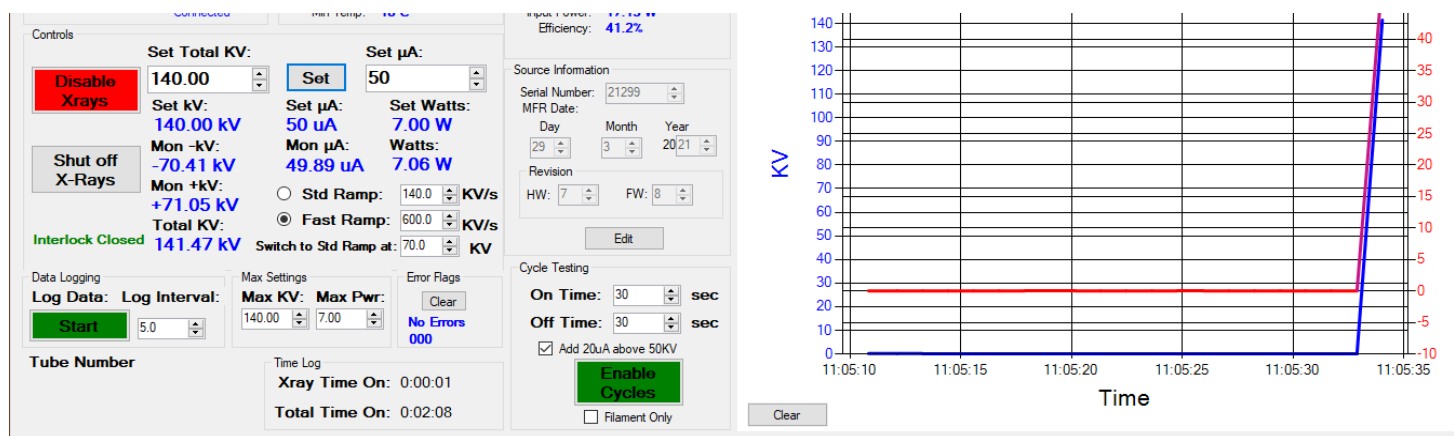 Connected
Min Temp: 18°C
Input Power: 17.13 W
Efficiency: 41.2%
Controls
Set Total KV:
Set µA:
Disable
Xrays
140.00
Set
50
Set kV:
Set µA:
Set Watts:
140.00 kV
50 uA
7.00 W
Shut off
X-Rays
Mon -kV:
Mon µA:
Watts:
-70.41 kV
49.89 uA
7.06 W
Mon +kV:
+71.05 kV
Std Ramp: 140.0 KV/s
Total KV:
Fast Ramp: 600.0 KV/s
Interlock Closed
141.47 kV
Switch to Std Ramp at: 70.0 KV
Source Information
Serial Number: 21299
MFR Date:
Day Month Year
29 3 2021
Revision
HW: 7 FW: 8
Edit
Data Logging
Log Data: Log Interval:
Start 5.0
Max Settings
Max KV: Max Pwr:
140.00 7.00
Error Flags
Clear
No Errors
000
Cycle Testing
On Time: 30 sec
Off Time: 30 sec
Add 20uA above 50KV
Enable
Cycles
Filament Only
Tube Number
Time Log
Xray Time On: 0:00:01
Total Time On: 0:02:08
KV
140
130
120
110
100
90
80
70
60
50
40
30
20
10
0
40
35
30
25
20
15
10
5
0
-5
-10
11:05:10 11:05:15 11:05:20 11:05:25 11:05:30 11:05:35
Time
Clear